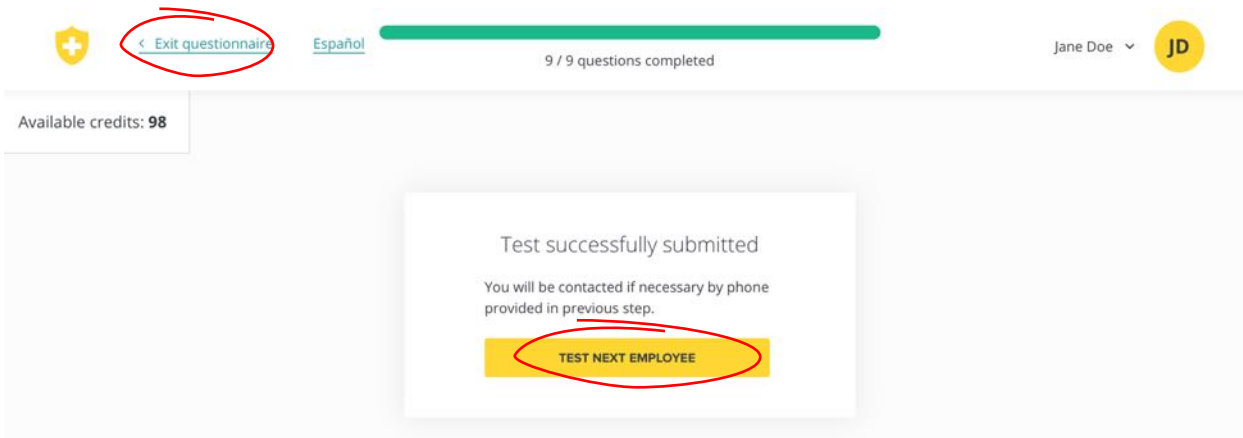 < Exit questionnaire
Español
9 / 9 questions completed
Jane Doe
JD
Available credits: 98
Test successfully submitted
You will be contacted if necessary by phone
provided in previous step.
TEST NEXT EMPLOYEE